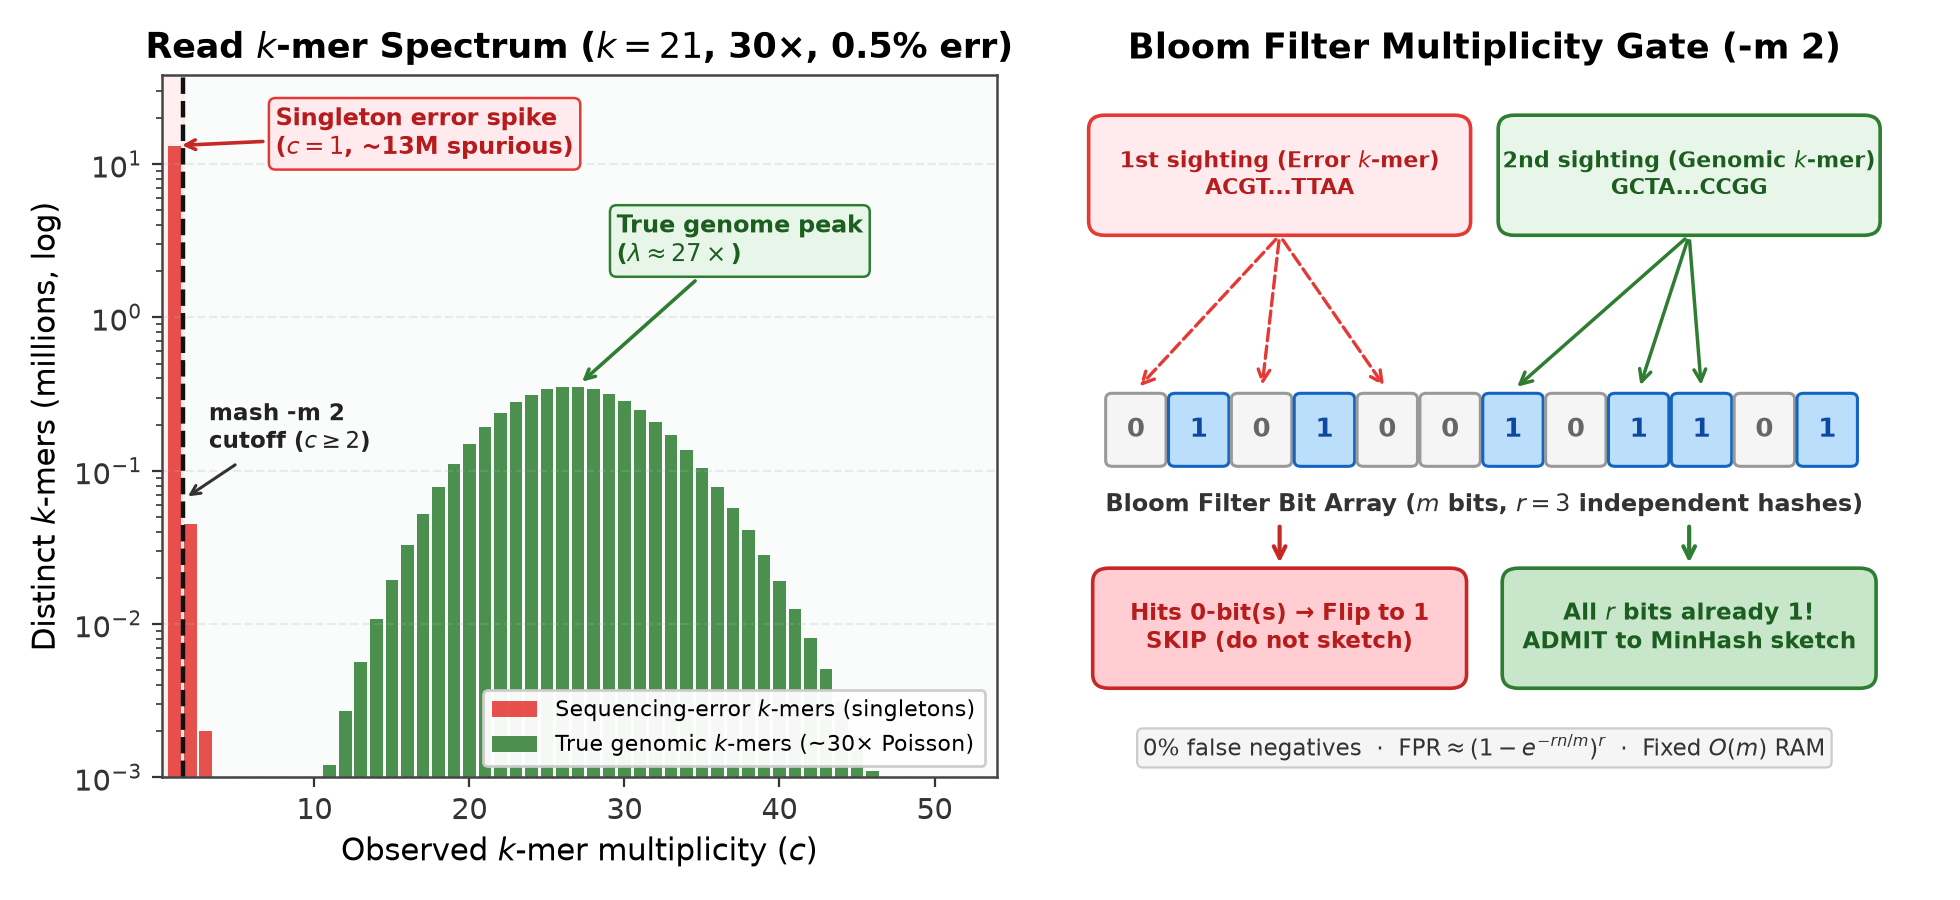 Read k-mer Spectrum (k = 21, 30×, 0.5% err)
Singleton error spike
(c = 1, ~13M spurious)
True genome peak
(λ ≈ 27 × )
mash -m 2
cutoff (c ≥ 2)
Distinct k-mers (millions, log)
10¹
10⁰
10⁻¹
10⁻²
10⁻³
Sequencing-error k-mers (singletons)
True genomic k-mers (~30× Poisson)
10 20 30 40 50
Observed k-mer multiplicity (c)
Bloom Filter Multiplicity Gate (-m 2)
1st sighting (Error k-mer)
ACGT...TTAA
2nd sighting (Genomic k-mer)
GCTA...CCGG
0 1 0 1 0 0 1 0 1 1 0 1
Bloom Filter Bit Array (m bits, r = 3 independent hashes)
Hits 0-bit(s) → Flip to 1
SKIP (do not sketch)
All r bits already 1!
ADMIT to MinHash sketch
0% false negatives · FPR ≈ (1 − e^{−rn/m})^r · Fixed O(m) RAM